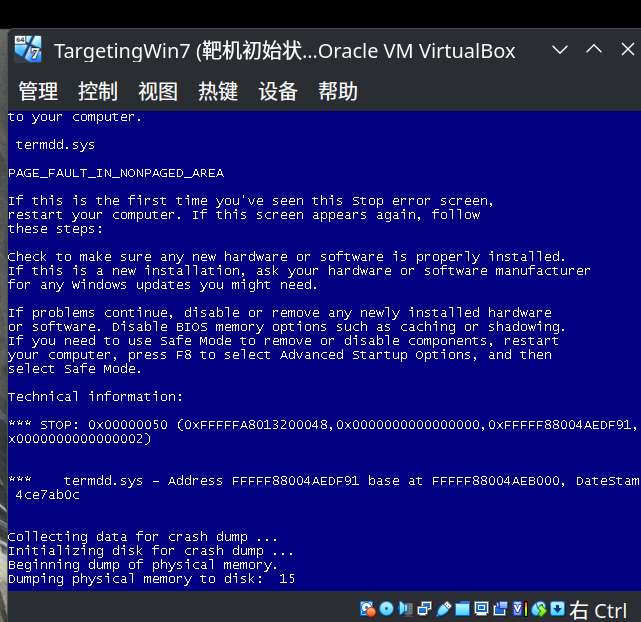 64
7
TargetingWin7 (靶机初始状...Oracle VM VirtualBox
管理 控制 视图 热键 设备 帮助
to your computer.
termdd.sys
PAGE_FAULT_IN_NONPAGED_AREA
If this is the first time you've seen this Stop error screen,
restart your computer. If this screen appears again, follow
these steps:
Check to make sure any new hardware or software is properly installed.
If this is a new installation, ask your hardware or software manufacturer
for any Windows updates you might need.
If problems continue, disable or remove any newly installed hardware
or software. Disable BIOS memory options such as caching or shadowing.
If you need to use Safe Mode to remove or disable components, restart
your computer, press F8 to select Advanced Startup Options, and then
select Safe Mode.
Technical information:
*** STOP: 0x00000050 (0xFFFFFA8013200048,0x0000000000000000,0xFFFFF88004AEDF91,
x0000000000000002)
*** termdd.sys - Address FFFFF88004AEDF91 base at FFFFF88004AEB000, DateStam
4ce7ab0c
Collecting data for crash dump ...
Initializing disk for crash dump ...
Beginning dump of physical memory.
Dumping physical memory to disk: 15
右 Ctrl